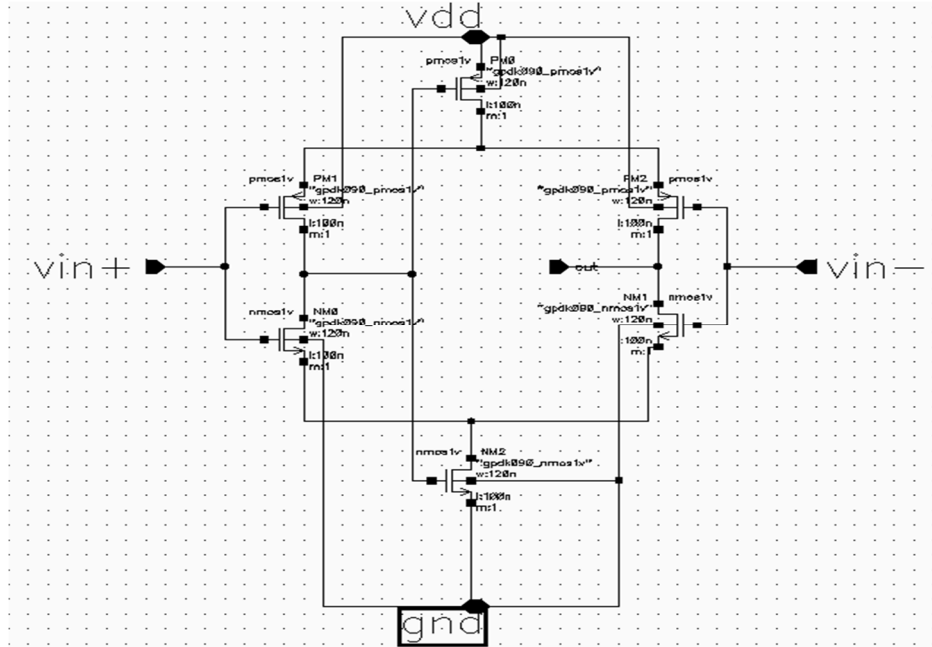 vdd
pmos1v PM0
"gpdk090_pmos1v"
w:120n
l:100n
m:1
pmos1v PM1
"gpdk090_pmos1v"
w:120n
l:100n
m:1
PM2 pmos1v
"gpdk090_pmos1v"
w:120n
l:100n
m:1
vin+
out
vin-
nmos1v NM0
"gpdk090_nmos1v"
w:120n
l:100n
m:1
NM1 nmos1v
"gpdk090_nmos1v"
w:120n
:100n
m:1
nmos1v NM2
"gpdk090_nmos1v"
w:120n
l:100n
m:1
gnd